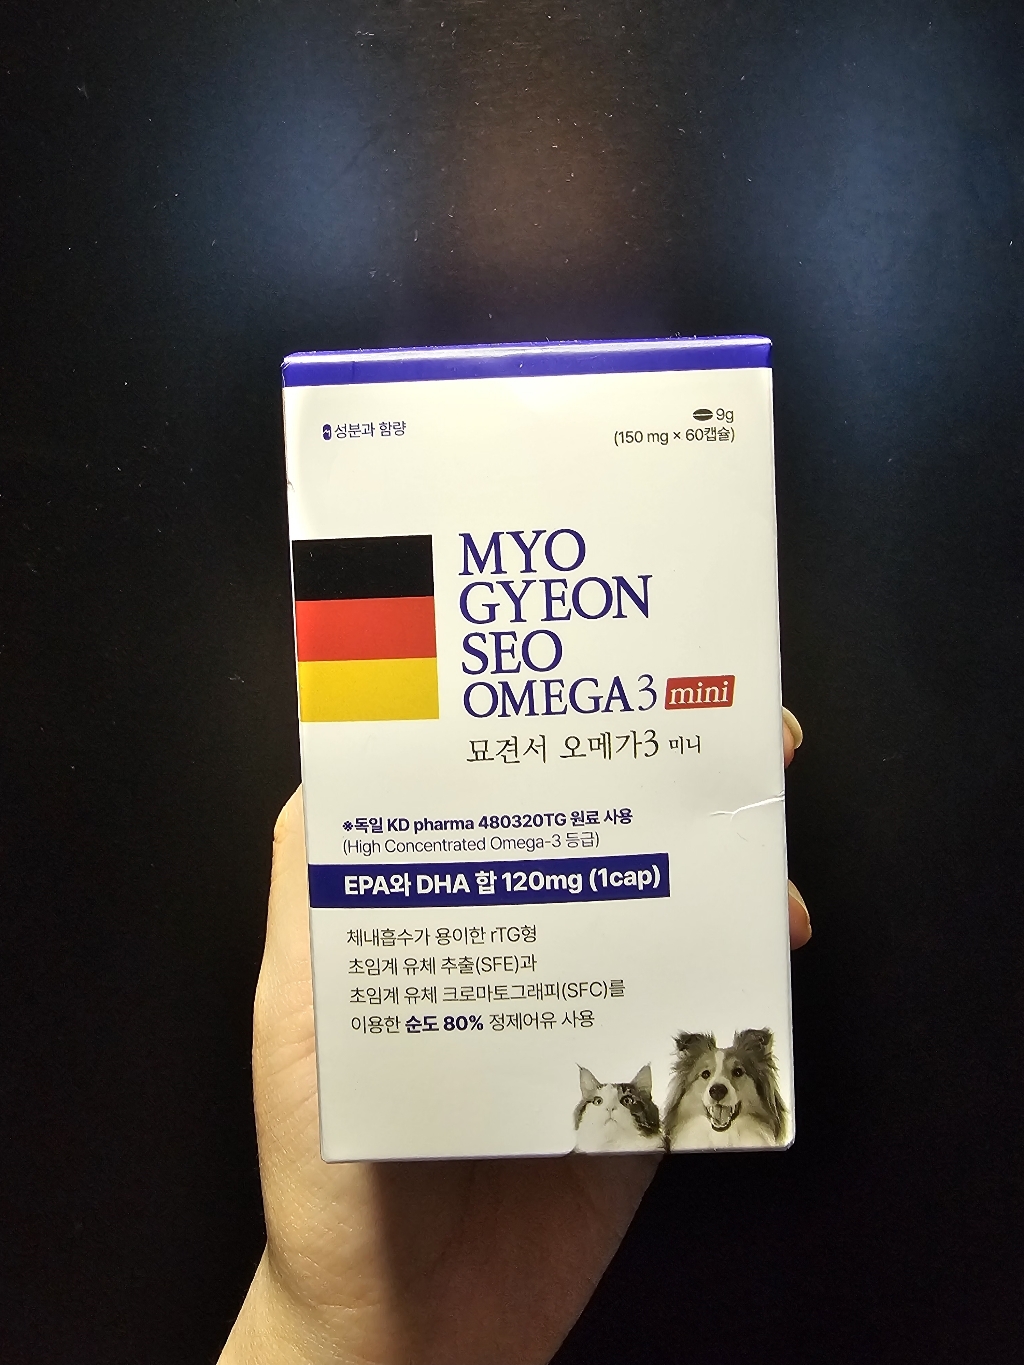 성분과 함량
9g
(150 mg × 60캡슐)
MYO
GYEON
SEO
OMEGA3 mini
묘견서 오메가3 미니
※독일 KD pharma 480320TG 원료 사용
(High Concentrated Omega-3 등급)
EPA와 DHA 합 120mg (1cap)
체내흡수가 용이한 rTG형
초임계 유체 추출(SFE)과
초임계 유체 크로마토그래피(SFC)를
이용한 순도 80% 정제어유 사용